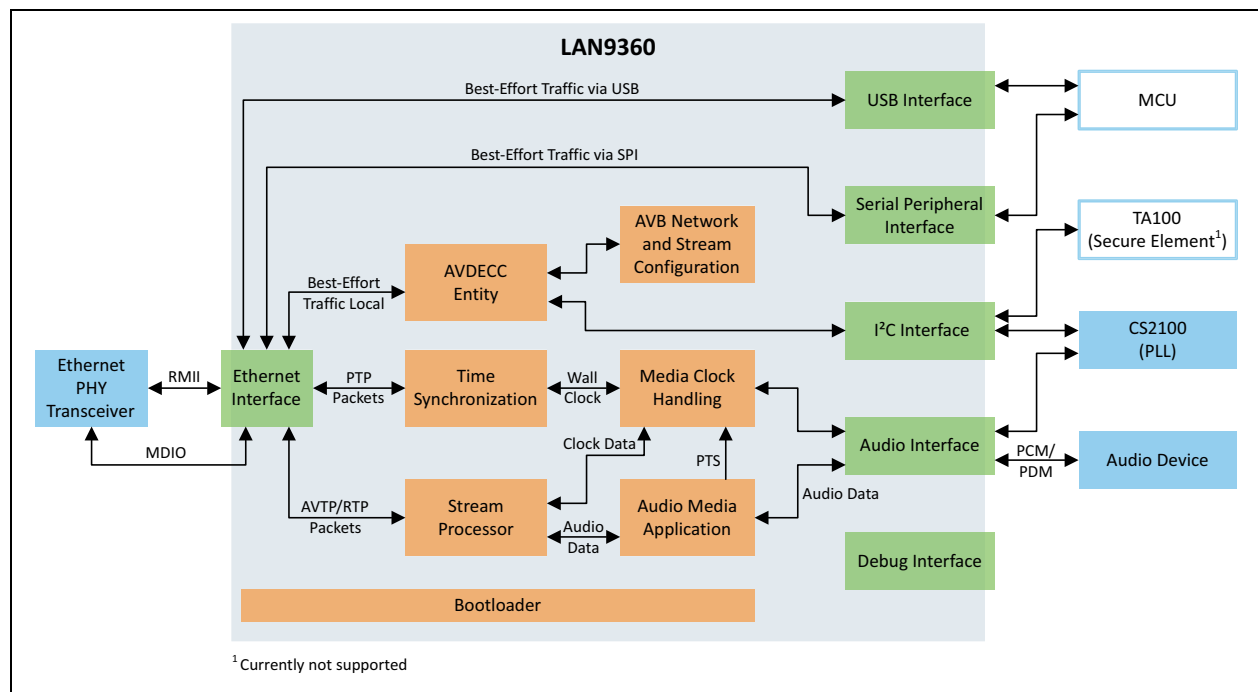 LAN9360
Best-Effort Traffic via USB
USB Interface
MCU
Best-Effort Traffic via SPI
Serial Peripheral
Interface
TA100
(Secure Element¹)
AVB Network
and Stream
Configuration
AVDECC
Entity
Best-Effort
Traffic Local
I²C Interface
CS2100
(PLL)
Ethernet
PHY
Transceiver
RMII
Ethernet
Interface
PTP
Packets
Time
Synchronization
Wall
Clock
Media Clock
Handling
MDIO
Clock Data
PTS
Audio Interface
PCM/
PDM
Audio Device
AVTP/RTP
Packets
Stream
Processor
Audio
Data
Audio Media
Application
Audio Data
Debug Interface
Bootloader
¹ Currently not supported